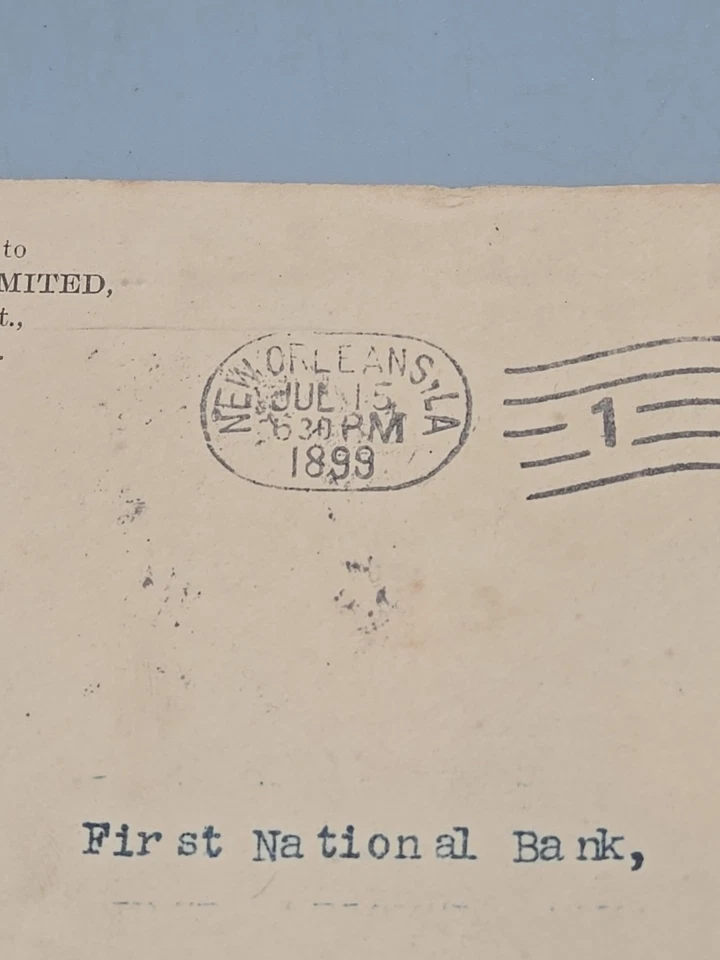 to
MITED,
t.,
.
NEW ORLEANS, LA
JUL 15
630 PM
1899
1
First National Bank,